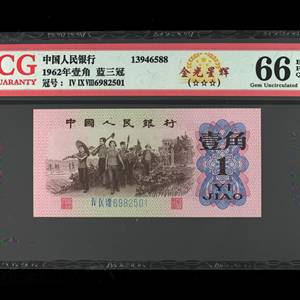 CG
GUARANTY
中国人民银行
1962年壹角 蓝三冠
冠号：IV IX VIII6982501
13946588
金光星辉
(☆☆☆)
66
Gem Uncirculated
中国人民银行
壹角
1
YI
JIAO
IV IX VIII 6982501